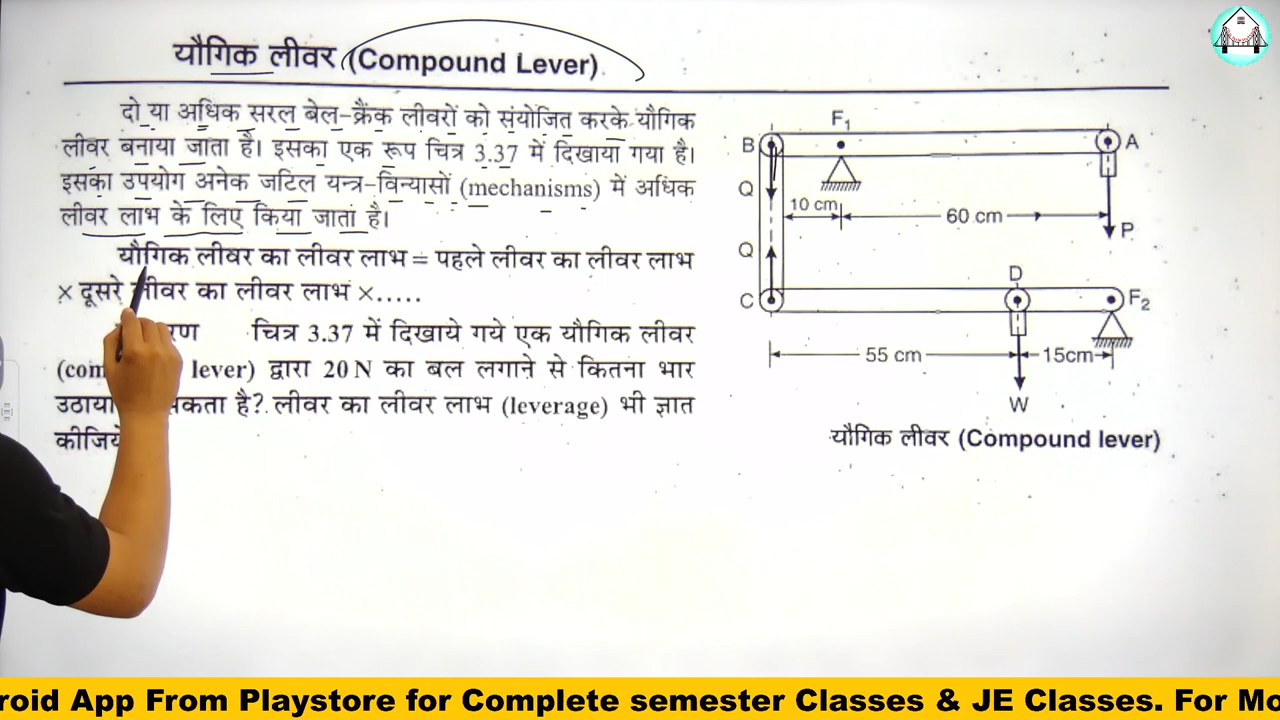 यौगिक लीवर (Compound Lever)
दो या अधिक सरल बेल-क्रैंक लीवरों को संयोजित करके यौगिक
लीवर बनाया जाता है। इसका एक रूप चित्र 3.37 में दिखाया गया है।
इसका उपयोग अनेक जटिल यन्त्र-विन्यासों (mechanisms) में अधिक
लीवर लाभ के लिए किया जाता है।
यौगिक लीवर का लीवर लाभ = पहले लीवर का लीवर लाभ
× दूसरे लीवर का लीवर लाभ ×.....
चित्र 3.37 में दिखाये गये एक यौगिक लीवर
lever) द्वारा 20 N का बल लगाने से कितना भार
उठाया सकता है? लीवर का लीवर लाभ (leverage) भी ज्ञात
F₁
B
A
Q
10 cm
60 cm
P
Q
D
C
F₂
55 cm
15cm
W
यौगिक लीवर (Compound lever)
roid App From Playstore for Complete semester Classes & JE Classes. For Mo